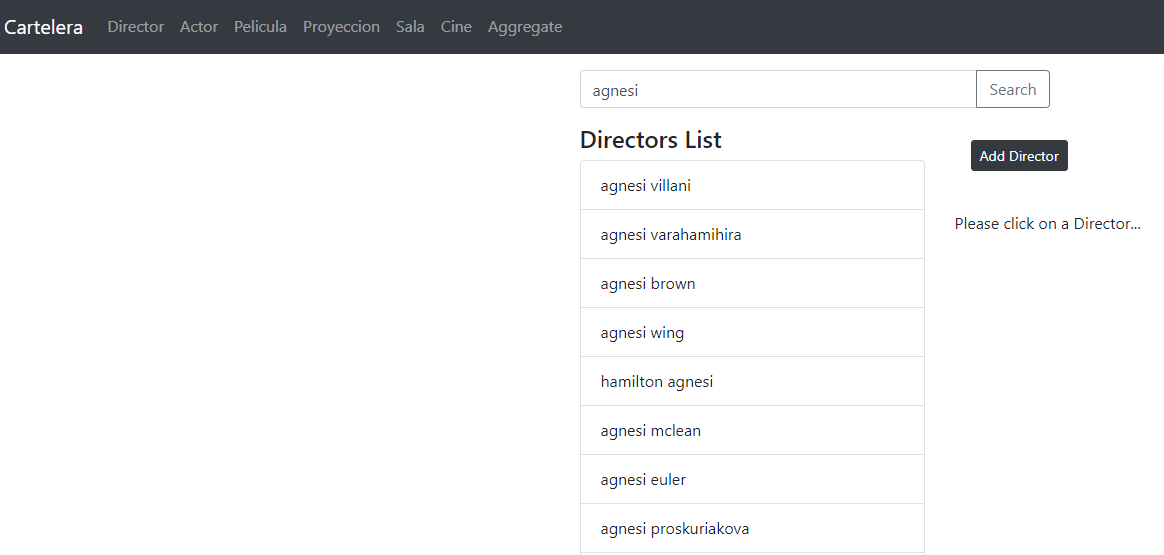 Cartelera Director Actor Pelicula Proyeccion Sala Cine Aggregate
agnesi Search
Directors List
Add Director
agnesi villani
Please click on a Director...
agnesi varahamihira
agnesi brown
agnesi wing
hamilton agnesi
agnesi mclean
agnesi euler
agnesi proskuriakova